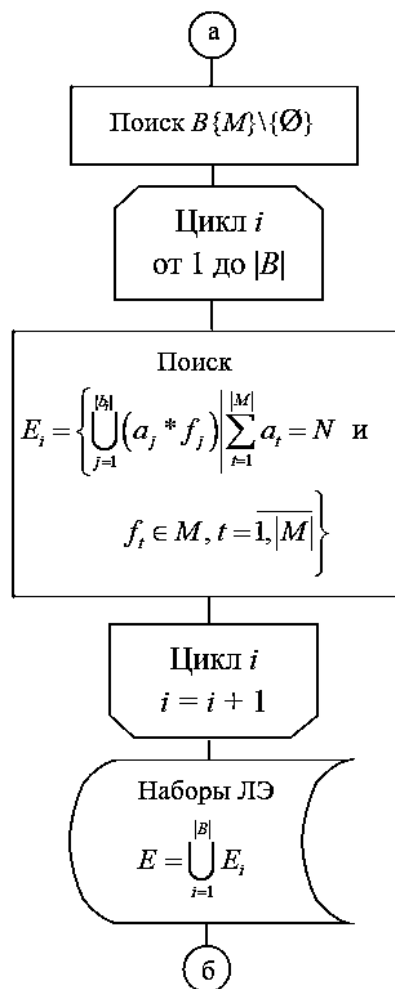 а
Поиск B{M}\{Ø}
Цикл i
от 1 до |B|
Поиск
E_i = { ⋃_{j=1}^{|b_i|} (a_j * f_j) | ∑_{t=1}^{|M|} a_t = N и
f_t ∈ M, t = \overline{1, |M|} }
Цикл i
i = i + 1
Наборы ЛЭ
E = ⋃_{i=1}^{|B|} E_i
б